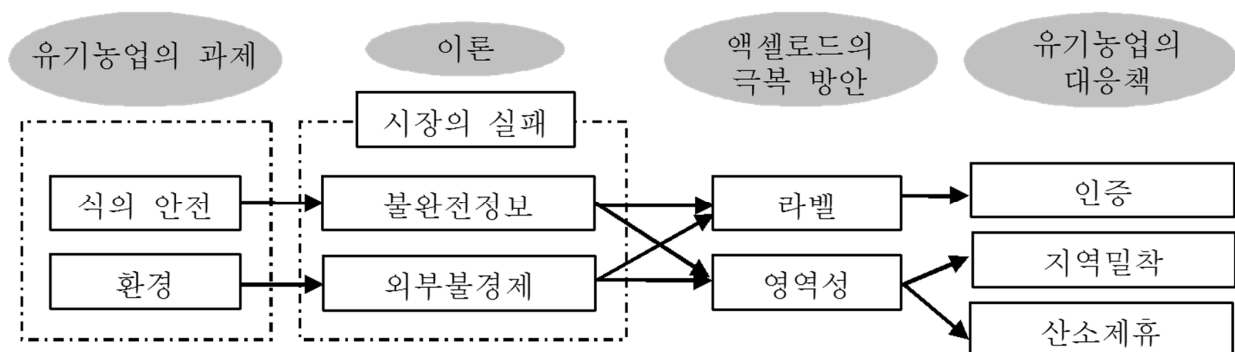 유기농업의 과제
이론
액셀로드의
극복 방안
유기농업의
대응책
시장의 실패
식의 안전
불완전정보
라벨
인증
환경
외부불경제
영역성
지역밀착
산소제휴